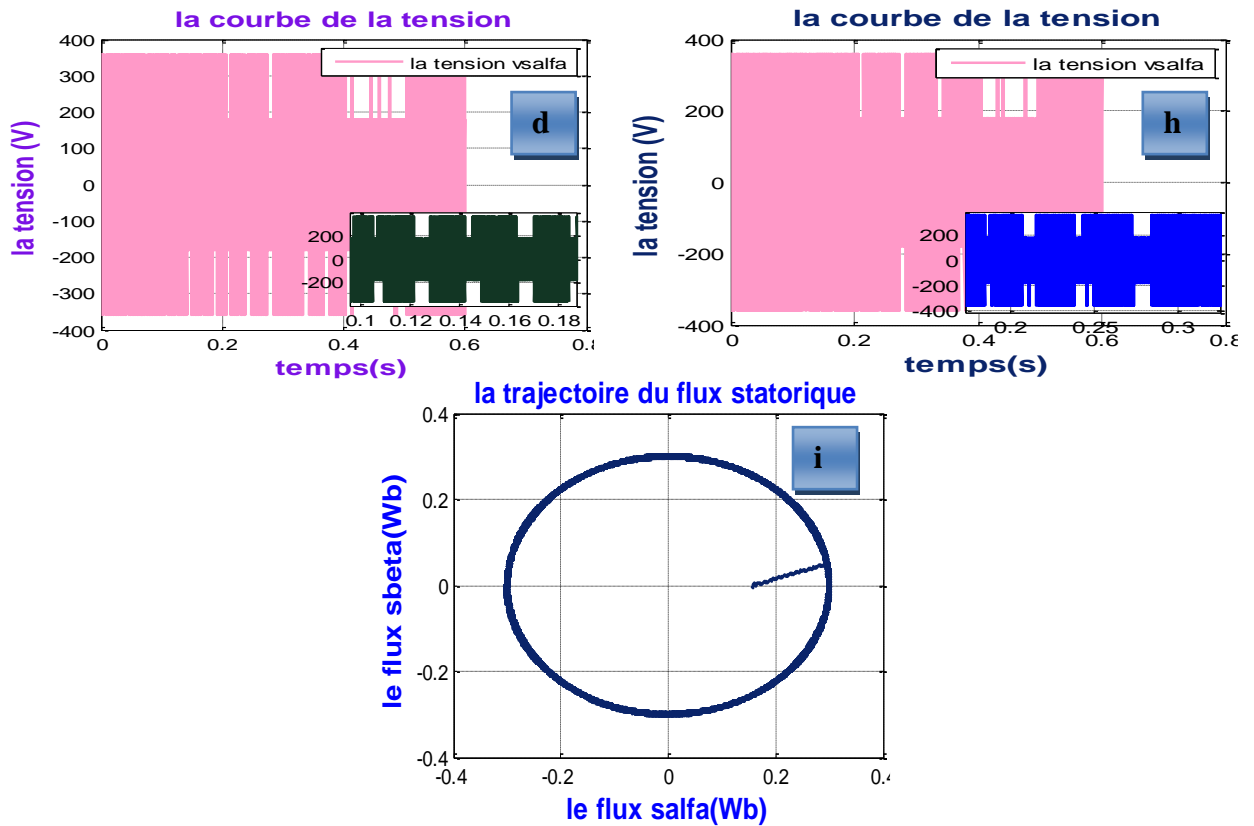 la courbe de la tension
400
300
200
100
0
-100
-200
-300
-400
la tension (V)
la tension vsalfa
d
200
0
-200
0.1 0.12 0.14 0.16 0.18
0 0.2 0.4 0.6 0.8
temps(s)
la courbe de la tension
400
300
200
100
0
-100
-200
-300
-400
la tension (V)
la tension vsalfa
h
200
0
-200
-400
0.2 0.25 0.3
0 0.2 0.4 0.6 0.8
temps(s)
la trajectoire du flux statorique
0.4
0.2
0
-0.2
-0.4
le flux sbeta(Wb)
i
-0.4 -0.2 0 0.2 0.4
le flux salfa(Wb)